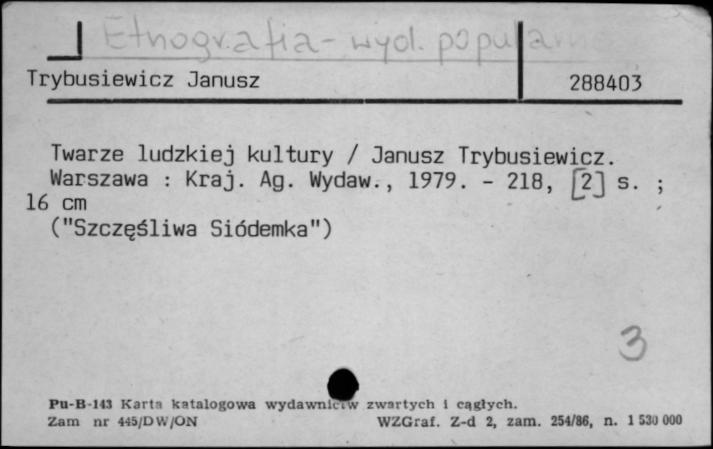 Etnografia - wyd. popularne
Trybusiewicz Janusz
288403
Twarze ludzkiej kultury / Janusz Trybusiewicz.
Warszawa : Kraj. Ag. Wydaw., 1979. - 218, [2] s. ;
16 cm
("Szczęśliwa Siódemka")
3
Pu-B-143 Karta katalogowa wydawnictw zwartych i ciągłych.
Zam nr 445/DW/ON WZGraf. Z-d 2, zam. 254/86, n. 1 530 000